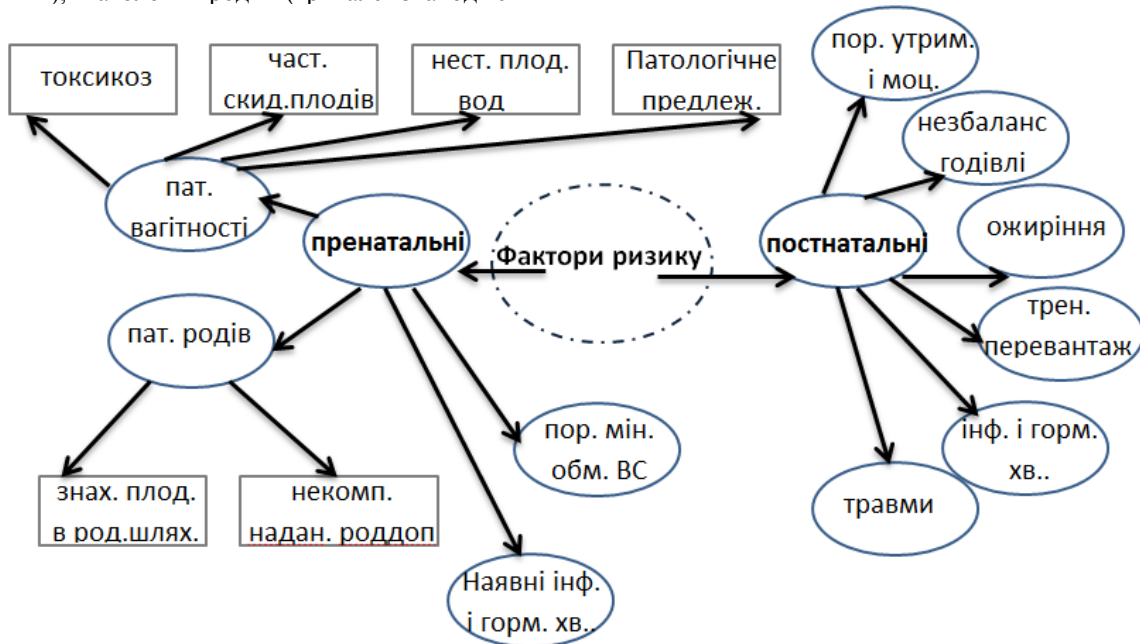 токсикоз
част.
скид.плодів
нест. плод.
вод
Патологічне
предлеж.
пор. утрим.
і моц.
незбаланс
годівлі
пат.
вагітності
пренатальні
Фактори ризику
постнатальні
ожиріння
трен.
перевантаж
пат. родів
пор. мін.
обм. ВС
інф. і горм.
хв..
травми
знах. плод.
в род.шлях.
некомп.
надан. роддоп
Наявні інф.
і горм. хв..